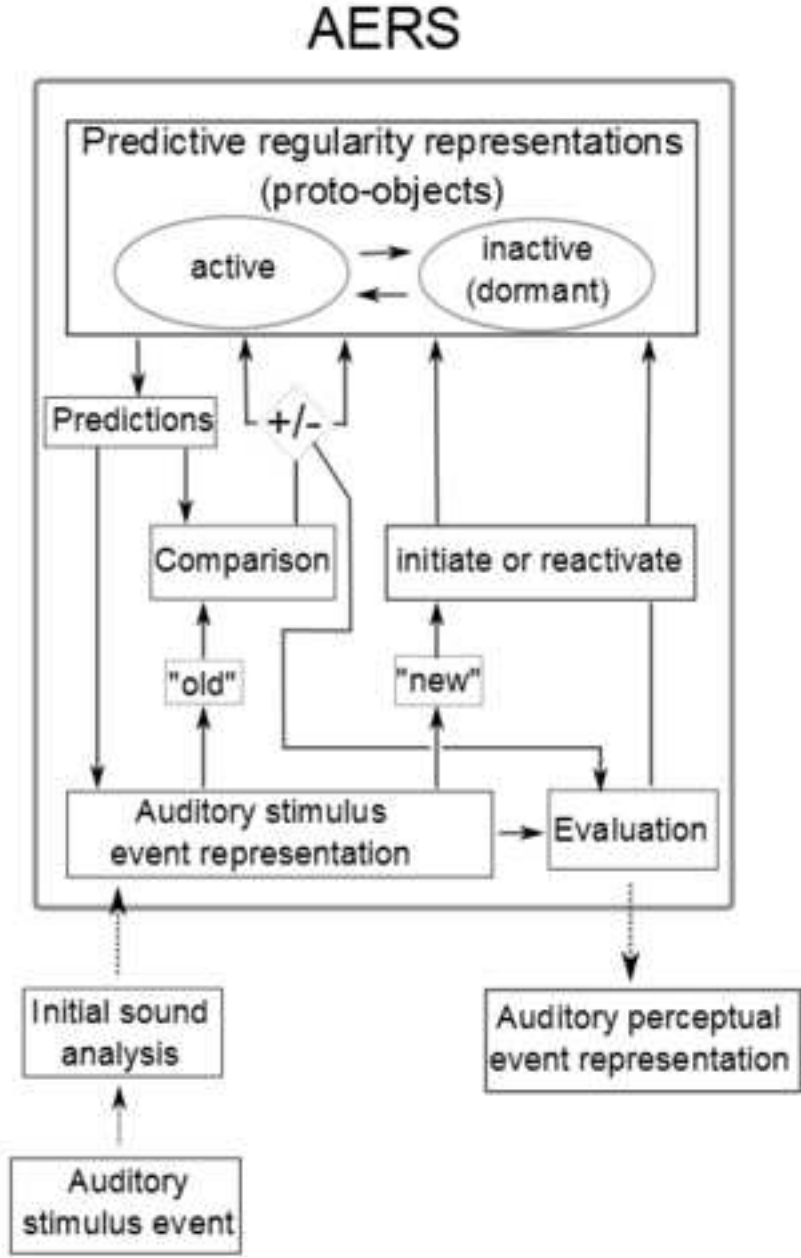 AERS
Predictive regularity representations
(proto-objects)
active
inactive
(dormant)
Predictions
+/-
Comparison
initiate or reactivate
"old"
"new"
Auditory stimulus
event representation
Evaluation
Initial sound
analysis
Auditory perceptual
event representation
Auditory
stimulus event